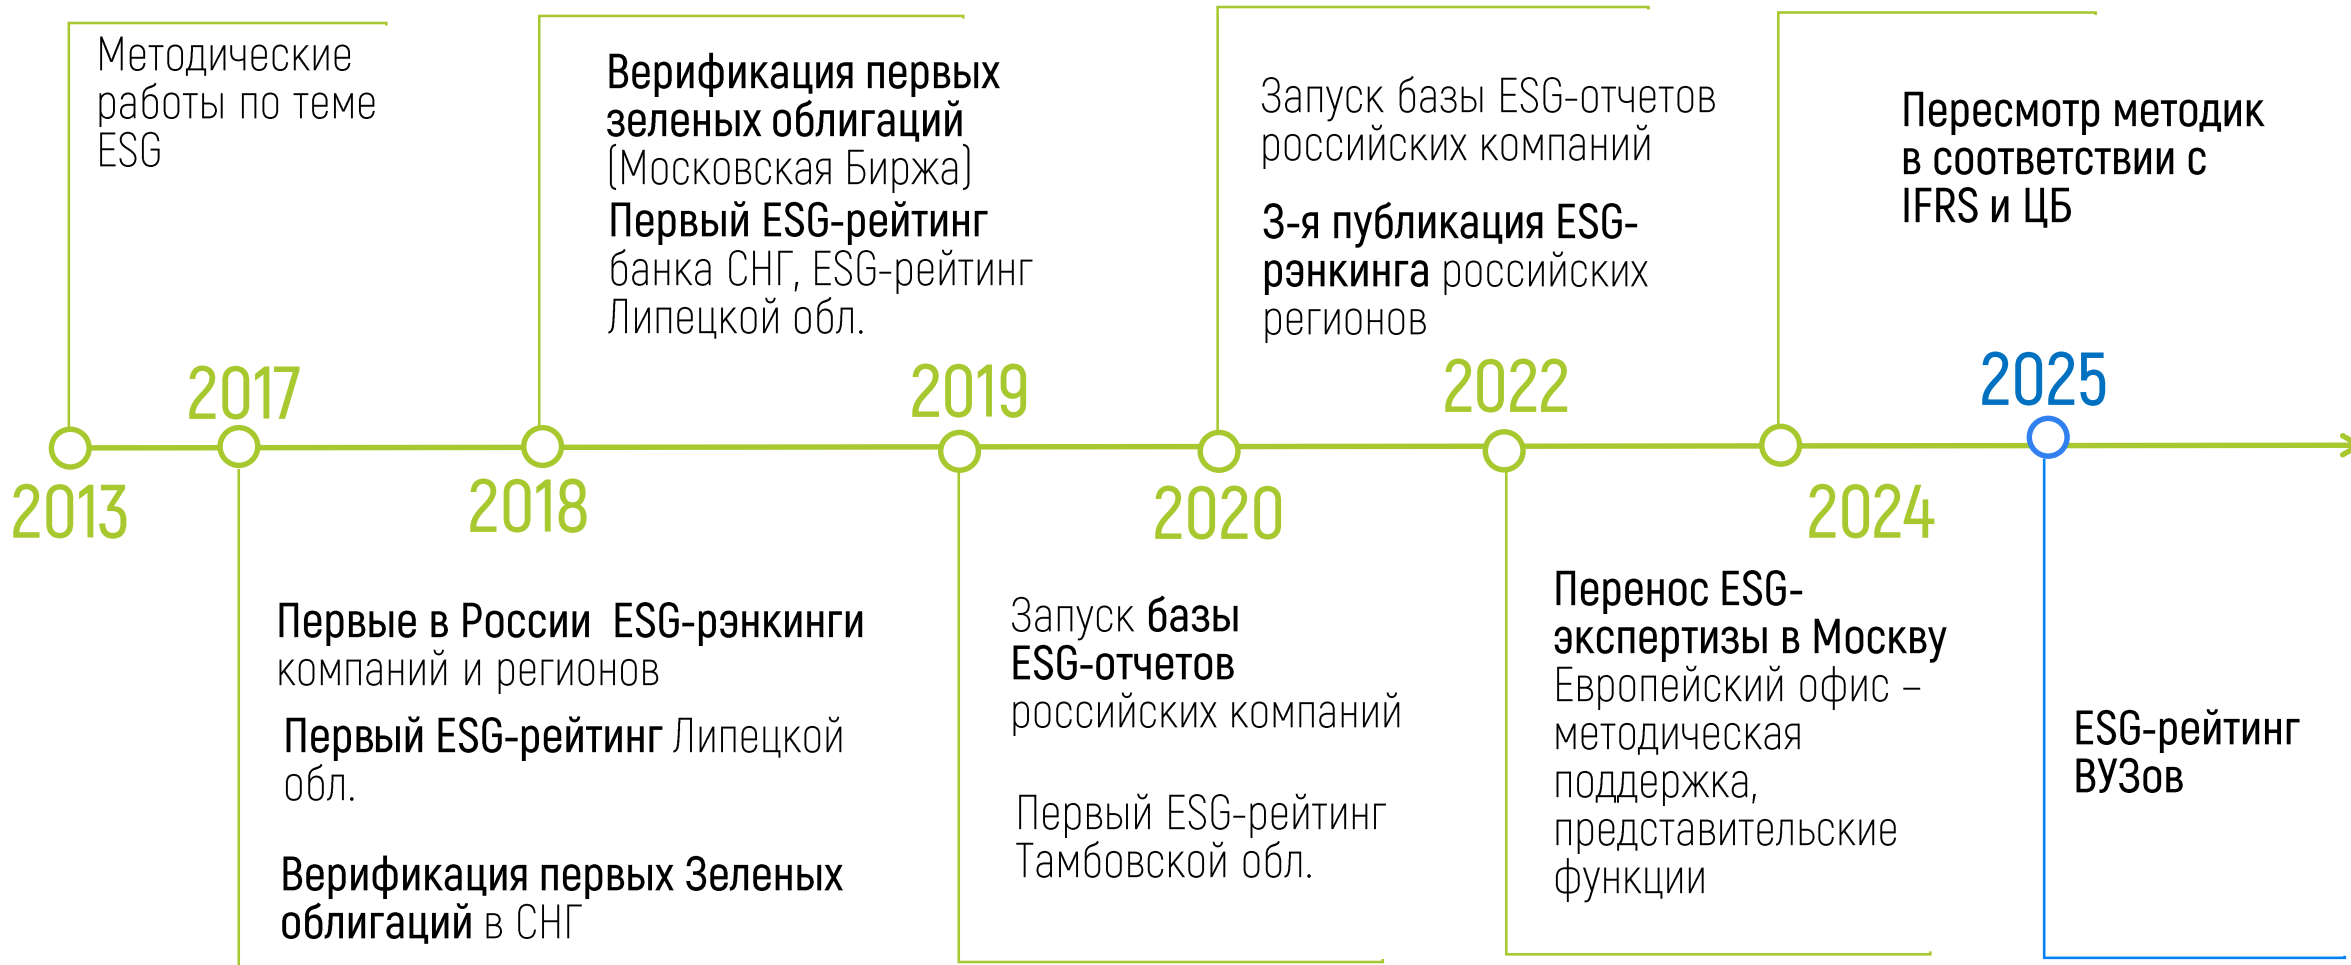 Методические
работы по теме
ESG
2013
2017
Первые в России  ESG-рэнкинги
компаний и регионов
Первый ESG-рейтинг Липецкой
обл.
Верификация первых Зеленых
облигаций в СНГ
Верификация первых
зеленых облигаций
(Московская Биржа)
Первый ESG-рейтинг
банка СНГ, ESG-рейтинг
Липецкой обл.
2018
2019
Запуск базы
ESG-отчетов
российских компаний
Первый ESG-рейтинг
Тамбовской обл.
Запуск базы ESG-отчетов
российских компаний
3-я публикация ESG-
рэнкинга российских
регионов
2020
2022
Перенос ESG-
экспертизы в Москву
Европейский офис –
методическая
поддержка,
представительские
функции
Пересмотр методик
в соответствии с
IFRS и ЦБ
2024
2025
ESG-рейтинг
ВУЗов